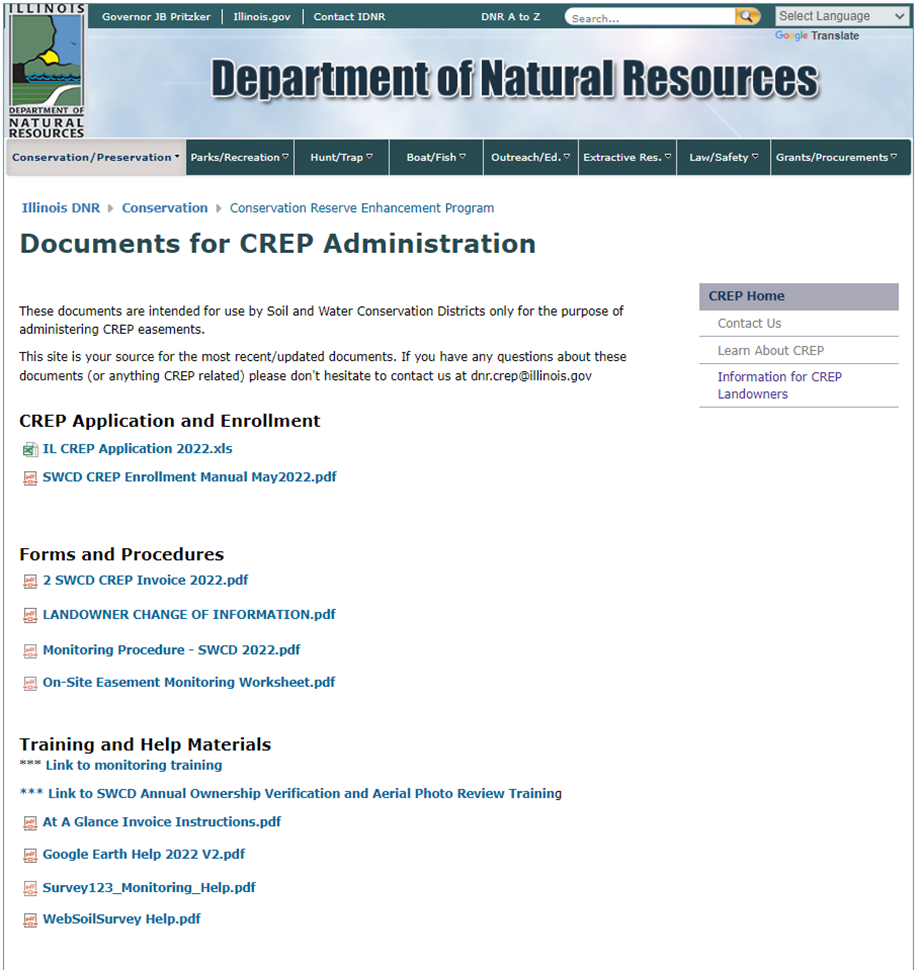 ILLINOIS
DEPARTMENT OF
NATURAL
RESOURCES
Governor JB Pritzker
Illinois.gov
Contact IDNR
DNR A to Z
Search...
Select Language
Google Translate
Department of Natural Resources
Conservation/Preservation
Parks/Recreation
Hunt/Trap
Boat/Fish
Outreach/Ed.
Extractive Res.
Law/Safety
Grants/Procurements
Illinois DNR Conservation Conservation Reserve Enhancement Program
Documents for CREP Administration
These documents are intended for use by Soil and Water Conservation Districts only for the purpose of
administering CREP easements.
This site is your source for the most recent/updated documents. If you have any questions about these
documents (or anything CREP related) please don't hesitate to contact us at dnr.crep@illinois.gov
CREP Application and Enrollment
IL CREP Application 2022.xls
SWCD CREP Enrollment Manual May2022.pdf
Forms and Procedures
2 SWCD CREP Invoice 2022.pdf
LANDOWNER CHANGE OF INFORMATION.pdf
Monitoring Procedure - SWCD 2022.pdf
On-Site Easement Monitoring Worksheet.pdf
Training and Help Materials
*** Link to monitoring training
*** Link to SWCD Annual Ownership Verification and Aerial Photo Review Training
At A Glance Invoice Instructions.pdf
Google Earth Help 2022 V2.pdf
Survey123_Monitoring_Help.pdf
WebSoilSurvey Help.pdf
CREP Home
Contact Us
Learn About CREP
Information for CREP
Landowners